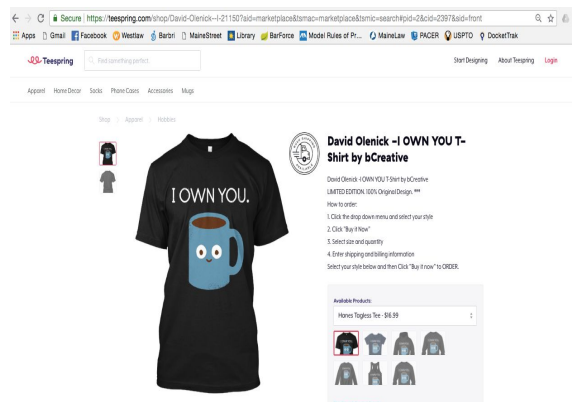 Secure https://teespring.com/shop/David-Olenick--I-21150?aid=marketplace&tsmac=marketplace&tsmic=search#pid=2&cid=2397&sid=front
Apps Gmail Facebook Westlaw Barbri MaineStreet Library BarForce Model Rules of Pr... MaineLaw PACER USPTO DocketTrak
Teespring Find something perfect... Start Designing About Teespring Login
Apparel Home Decor Socks Phone Cases Accessories Mugs
Shop Apparel Hobbies
I OWN YOU.
David Olenick -I OWN YOU T-
Shirt by bCreative
David Olenick -I OWN YOU T-Shirt by bCreative
LIMITED EDITION. 100% Original Design. ***
How to order:
1. Click the drop down menu and select your style
2. Click "Buy it Now"
3. Select size and quantity
4. Enter shipping and billing information
Select your style below and then Click "Buy it now" to ORDER.
Available Products:
Hanes Tagless Tee - $16.99